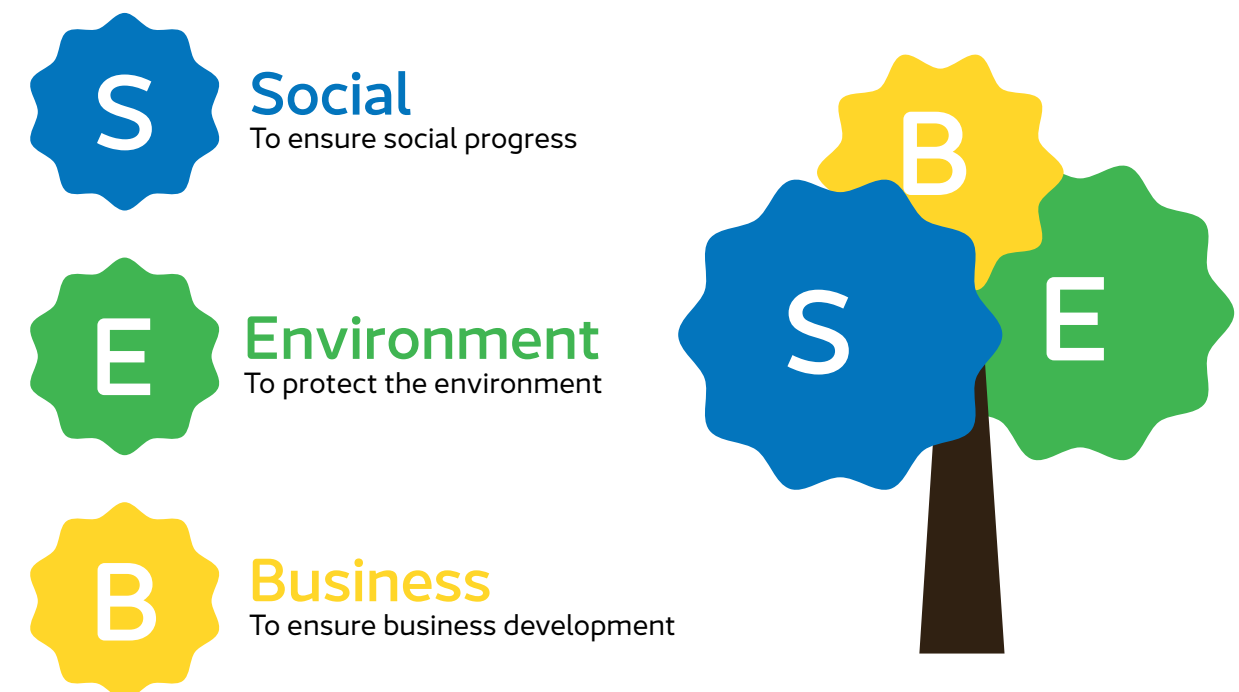 S
Social
To ensure social progress
E
Environment
To protect the environment
B
Business
To ensure business development
B
S
E